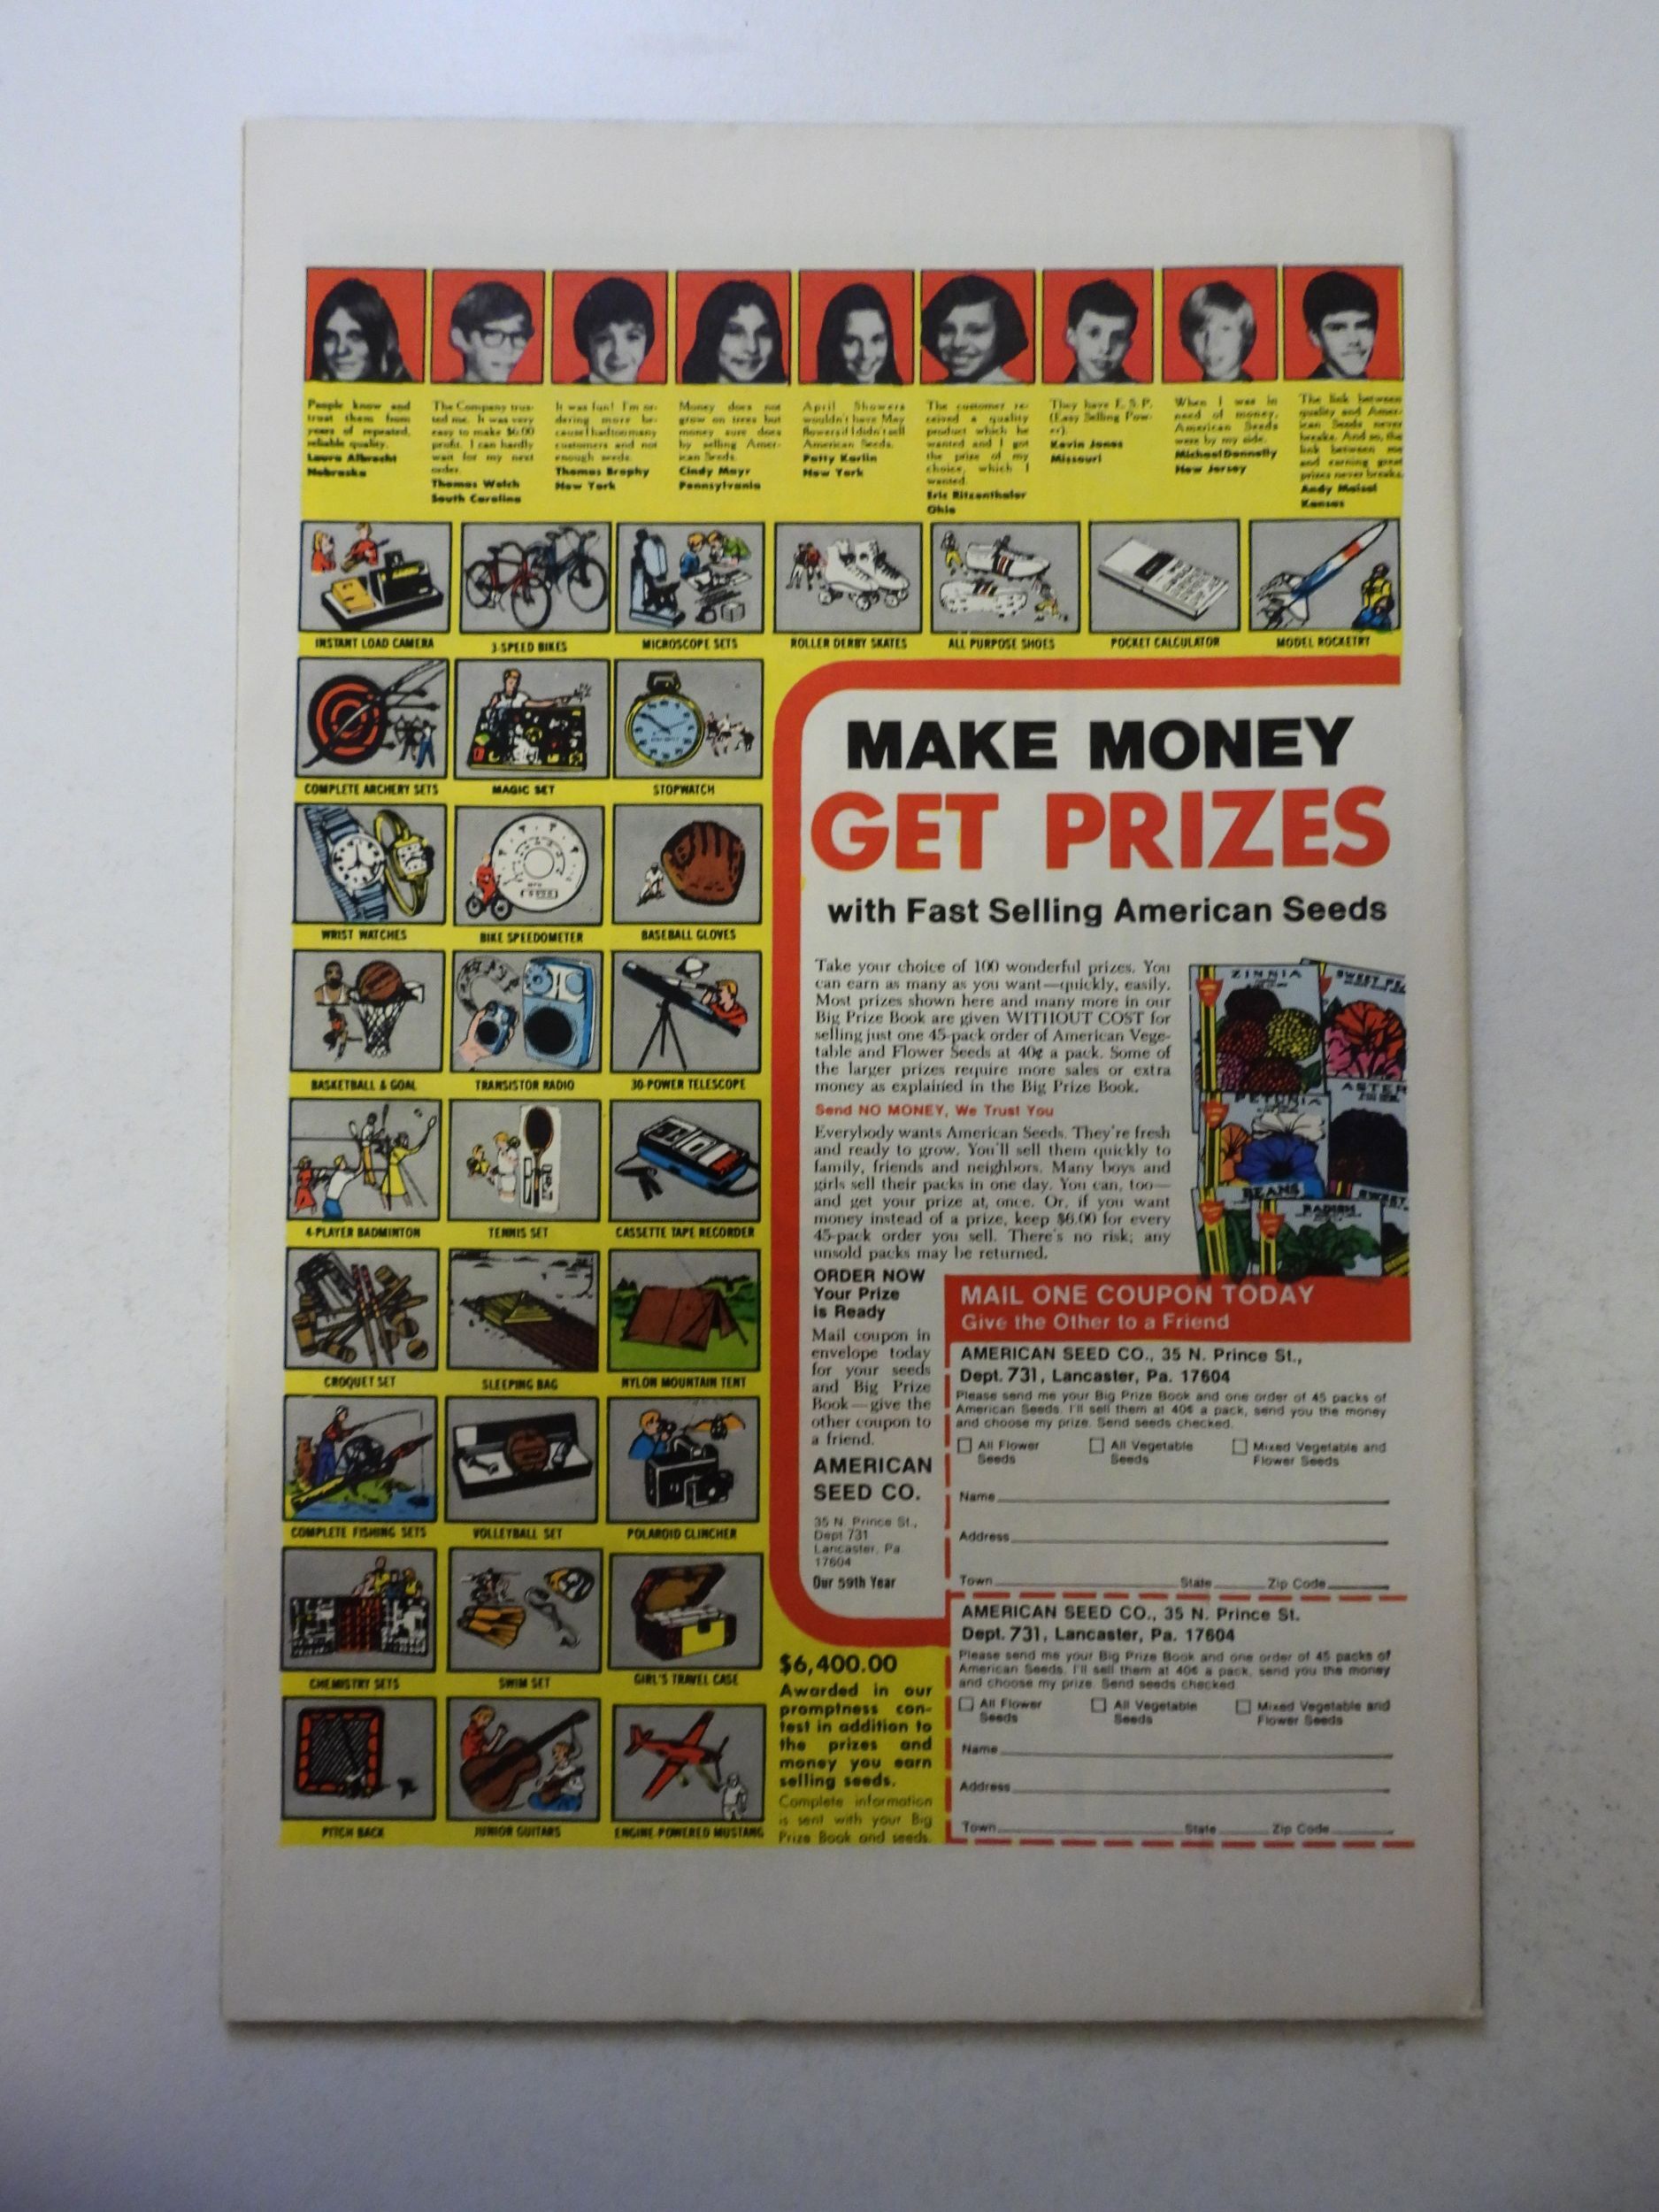 People know and
trust them from
years of repeated,
reliable quality.
Laura Albrecht
Nebraska
The Company trus-
ted me. It was very
easy to make $6.00
profit. I can hardly
wait for my next
order.
Thomas Welch
South Carolina
It was fun! I'm or-
dering more be-
cause I had too many
customers and not
enough seeds.
Thomas Brophy
New York
Money does not
grow on trees but
money sure does
by selling Amer-
ican Seeds.
Cindy Mayr
Pennsylvania
April Showers
wouldn't have May
flowers if I didn't sell
American Seeds.
Patty Karlin
New York
The customer re-
ceived a quality
product which he
wanted and I got
the prize of my
choice, which I
wanted.
Eric Ritzenthaler
Ohio
They have E.S.P.
(Easy Selling Pow-
er).
Kevin Jones
Missouri
When I was in
need of money,
American Seeds
were by my side.
Michael Donnelly
New Jersey
The link between
quality and Amer-
ican Seeds never
breaks. And so, the
link between me
and earning great
prizes never breaks.
Andy Maisel
Kansas
INSTANT LOAD CAMERA
3-SPEED BIKES
MICROSCOPE SETS
ROLLER DERBY SKATES
ALL PURPOSE SHOES
POCKET CALCULATOR
MODEL ROCKETRY
COMPLETE ARCHERY SETS
MAGIC SET
STOPWATCH
WRIST WATCHES
BIKE SPEEDOMETER
BASEBALL GLOVES
BASKETBALL & GOAL
TRANSISTOR RADIO
30-POWER TELESCOPE
4-PLAYER BADMINTON
TENNIS SET
CASSETTE TAPE RECORDER
CROQUET SET
SLEEPING BAG
NYLON MOUNTAIN TENT
COMPLETE FISHING SETS
VOLLEYBALL SET
POLAROID CLINCHER
CHEMISTRY SETS
SWIM SET
GIRL'S TRAVEL CASE
PITCH BACK
JUNIOR GUITARS
ENGINE-POWERED MUSTANG
MAKE MONEY
GET PRIZES
with Fast Selling American Seeds
Take your choice of 100 wonderful prizes. You
can earn as many as you want—quickly, easily.
Most prizes shown here and many more in our
Big Prize Book are given WITHOUT COST for
selling just one 45-pack order of American Vege-
table and Flower Seeds at 40¢ a pack. Some of
the larger prizes require more sales or extra
money as explained in the Big Prize Book.
Send NO MONEY, We Trust You
Everybody wants American Seeds. They're fresh
and ready to grow. You'll sell them quickly to
family, friends and neighbors. Many boys and
girls sell their packs in one day. You can, too—
and get your prize at once. Or, if you want
money instead of a prize, keep $6.00 for every
45-pack order you sell. There's no risk; any
unsold packs may be returned.
ZINNIA
SWEET PE
ASTER
PETUNIA
BEANS
SWEET
RADISH
ORDER NOW
Your Prize
is Ready
Mail coupon in
envelope today
for your seeds
and Big Prize
Book—give the
other coupon to
a friend.
AMERICAN
SEED CO.
35 N. Prince St.,
Dept 731
Lancaster, Pa.
17604
Our 59th Year
MAIL ONE COUPON TODAY
Give the Other to a Friend
AMERICAN SEED CO., 35 N. Prince St.,
Dept. 731, Lancaster, Pa. 17604
Please send me your Big Prize Book and one order of 45 packs of
American Seeds. I'll sell them at 40¢ a pack, send you the money
and choose my prize. Send seeds checked.
All Flower
Seeds
All Vegetable
Seeds
Mixed Vegetable and
Flower Seeds
Name
Address
Town State Zip Code
AMERICAN SEED CO., 35 N. Prince St.
Dept. 731, Lancaster, Pa. 17604
Please send me your Big Prize Book and one order of 45 packs of
American Seeds. I'll sell them at 40¢ a pack, send you the money
and choose my prize. Send seeds checked
All Flower
Seeds
All Vegetable
Seeds
Mixed Vegetable and
Flower Seeds
Name
Address
Town State Zip Code
$6,400.00
Awarded in our
promptness con-
test in addition to
the prizes and
money you earn
selling seeds.
Complete information
is sent with your Big
Prize Book and seeds.